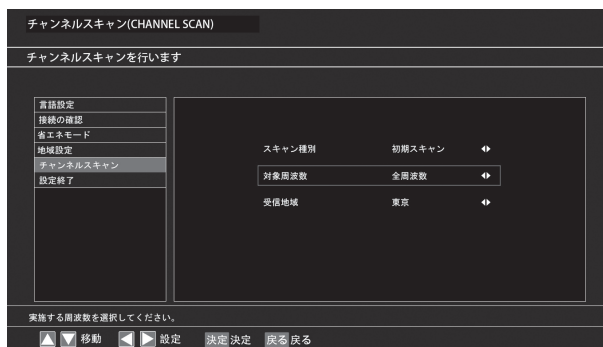 チャンネルスキャン(CHANNEL SCAN)
チャンネルスキャンを行います
言語設定
接続の確認
省エネモード
地域設定
チャンネルスキャン
設定終了
スキャン種別 初期スキャン
対象周波数 全周波数
受信地域 東京
実施する周波数を選択してください。
移動 設定 決定 決定 戻る 戻る